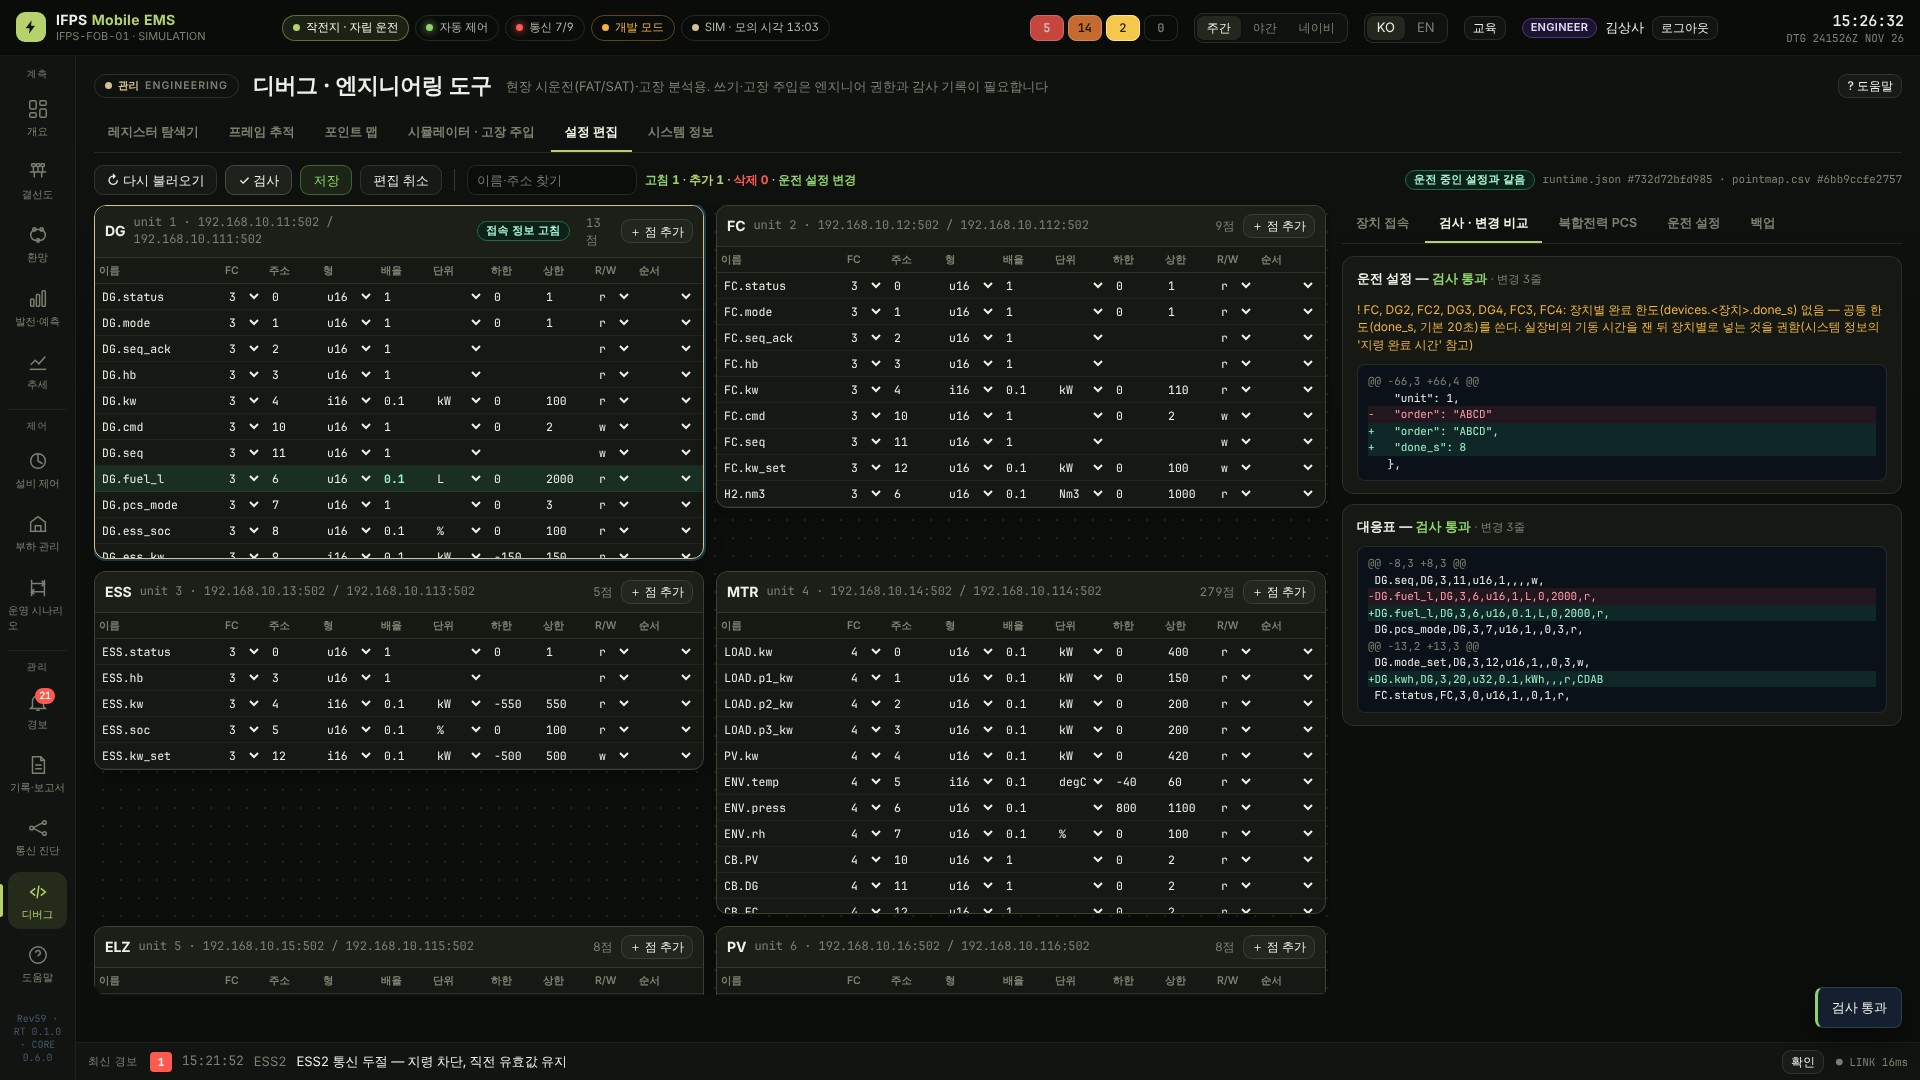 IFPS Mobile EMS
IFPS-FOB-01 · SIMULATION
작전지 · 자립 운전
자동 제어
통신 7/9
개발 모드
SIM · 모의 시각 13:03
5 14 2 0
주간 야간 네이비
KO EN
교육
ENGINEER 김상사 로그아웃
15:26:32
DTG 241526Z NOV 26
계측
개요
결선도
환망
발전·예측
추세
제어
설비 제어
부하 관리
운영 시나리
오
관리
21
경보
기록·보고서
통신 진단
디버그
도움말
Rev59 ·
RT 0.1.0
· CORE
0.6.0
관리 ENGINEERING
디버그 · 엔지니어링 도구
현장 시운전(FAT/SAT)·고장 분석용. 쓰기·고장 주입은 엔지니어 권한과 감사 기록이 필요합니다
? 도움말
레지스터 탐색기 프레임 추적 포인트 맵 시뮬레이터 · 고장 주입 설정 편집 시스템 정보
↻ 다시 불러오기 ✓ 검사 저장 편집 취소 이름·주소 찾기 고침 1 · 추가 1 · 삭제 0 · 운전 설정 변경
운전 중인 설정과 같음 runtime.json #732d72bfd985 · pointmap.csv #6bb9ccfe2757
DG unit 1 · 192.168.10.11:502 /
192.168.10.111:502
접속 정보 고침 13
점
+ 점 추가
이름 FC 주소 형 배율 단위 하한 상한 R/W 순서
DG.status 3 0 u16 1 0 1 r
DG.mode 3 1 u16 1 0 1 r
DG.seq_ack 3 2 u16 1 r
DG.hb 3 3 u16 1 r
DG.kw 3 4 i16 0.1 kW 0 100 r
DG.cmd 3 10 u16 1 0 2 w
DG.seq 3 11 u16 1 w
DG.fuel_l 3 6 u16 0.1 L 0 2000 r
DG.pcs_mode 3 7 u16 1 0 3 r
DG.ess_soc 3 8 u16 0.1 % 0 100 r
DG.ess_kw 3 9 i16 0.1 kW -150 150 r
FC unit 2 · 192.168.10.12:502 / 192.168.10.112:502 9점 + 점 추가
이름 FC 주소 형 배율 단위 하한 상한 R/W 순서
FC.status 3 0 u16 1 0 1 r
FC.mode 3 1 u16 1 0 1 r
FC.seq_ack 3 2 u16 1 r
FC.hb 3 3 u16 1 r
FC.kw 3 4 i16 0.1 kW 0 110 r
FC.cmd 3 10 u16 1 0 2 w
FC.seq 3 11 u16 1 w
FC.kw_set 3 12 u16 0.1 kW 0 100 w
H2.nm3 3 6 u16 0.1 Nm3 0 1000 r
ESS unit 3 · 192.168.10.13:502 / 192.168.10.113:502 5점 + 점 추가
이름 FC 주소 형 배율 단위 하한 상한 R/W 순서
ESS.status 3 0 u16 1 0 1 r
ESS.hb 3 3 u16 1 r
ESS.kw 3 4 i16 0.1 kW -550 550 r
ESS.soc 3 5 u16 0.1 % 0 100 r
ESS.kw_set 3 12 i16 0.1 kW -500 500 w
MTR unit 4 · 192.168.10.14:502 / 192.168.10.114:502 279점 + 점 추가
이름 FC 주소 형 배율 단위 하한 상한 R/W 순서
LOAD.kw 4 0 u16 0.1 kW 0 400 r
LOAD.p1_kw 4 1 u16 0.1 kW 0 150 r
LOAD.p2_kw 4 2 u16 0.1 kW 0 200 r
LOAD.p3_kw 4 3 u16 0.1 kW 0 200 r
PV.kw 4 4 u16 0.1 kW 0 420 r
ENV.temp 4 5 i16 0.1 degC -40 60 r
ENV.press 4 6 u16 0.1 800 1100 r
ENV.rh 4 7 u16 0.1 % 0 100 r
CB.PV 4 10 u16 1 0 2 r
CB.DG 4 11 u16 1 0 2 r
CB.FC 4 12 u16 1 0 2 r
ELZ unit 5 · 192.168.10.15:502 / 192.168.10.115:502 8점 + 점 추가
이름 FC 주소 형 배율 단위 하한 상한 R/W 순서
PV unit 6 · 192.168.10.16:502 / 192.168.10.116:502 8점 + 점 추가
이름 FC 주소 형 배율 단위 하한 상한 R/W 순서
장치 접속 검사 · 변경 비교 복합전력 PCS 운전 설정 백업
운전 설정 — 검사 통과 · 변경 3줄
! FC, DG2, FC2, DG3, DG4, FC3, FC4: 장치별 완료 한도(devices.<장치>.done_s) 없음 — 공통 한
도(done_s, 기본 20초)를 쓴다. 실장비의 기동 시간을 잰 뒤 장치별로 넣는 것을 권함(시스템 정보의
'지령 완료 시간' 참고)
@@ -66,3 +66,4 @@
"unit": 1,
- "order": "ABCD"
+ "order": "ABCD",
+ "done_s": 8
},
대응표 — 검사 통과 · 변경 3줄
@@ -8,3 +8,3 @@
DG.seq,DG,3,11,u16,1,,,,w,
-DG.fuel_l,DG,3,6,u16,1,L,0,2000,r,
+DG.fuel_l,DG,3,6,u16,0.1,L,0,2000,r,
DG.pcs_mode,DG,3,7,u16,1,,0,3,r,
@@ -13,2 +13,3 @@
DG.mode_set,DG,3,12,u16,1,,0,3,w,
+DG.kwh,DG,3,20,u32,0.1,kWh,,,r,CDAB
FC.status,FC,3,0,u16,1,,0,1,r,
검사 통과
최신 경보 1 15:21:52 ESS2 ESS2 통신 두절 — 지령 차단, 직전 유효값 유지
확인 LINK 16ms